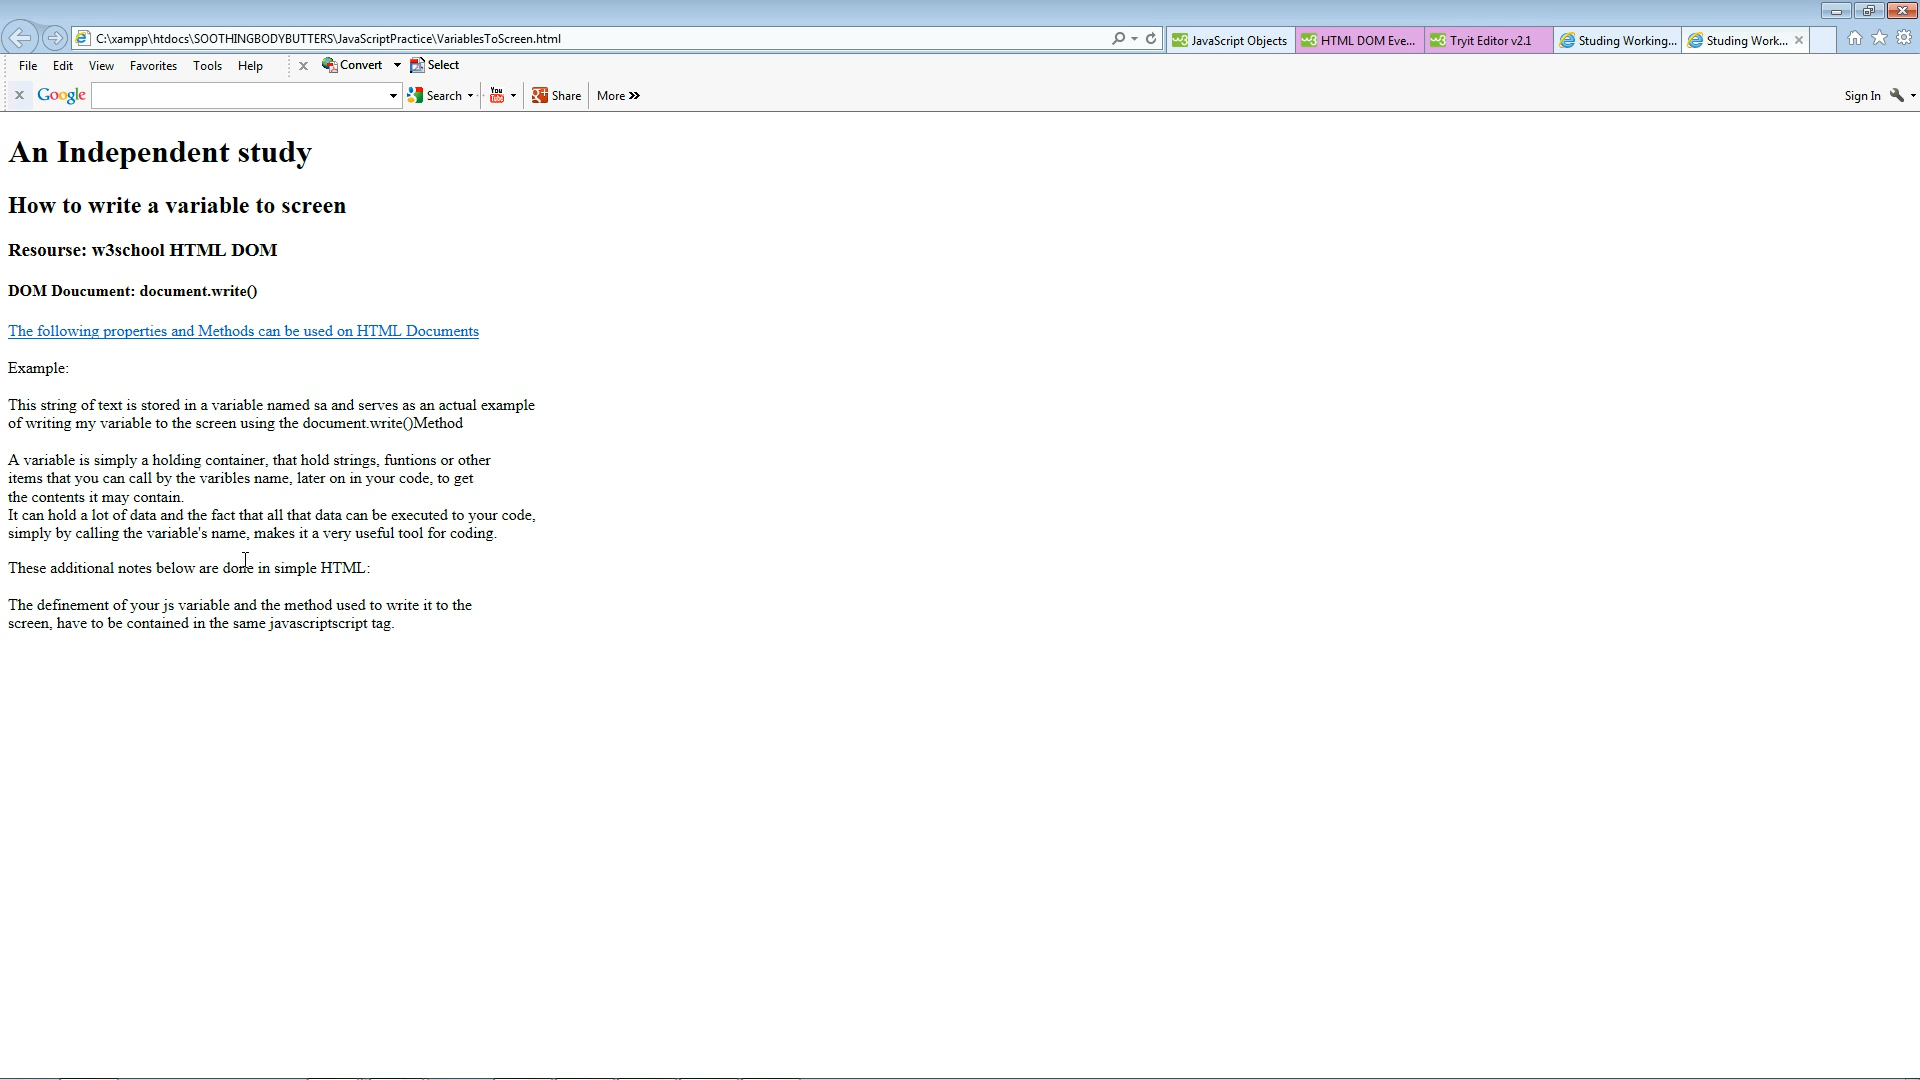 C:\xampp\htdocs\SOOTHINGBODYBUTTERS\JavaScriptPractice\VariablesToScreen.html
JavaScript Objects
HTML DOM Eve...
Tryit Editor v2.1
Studing Working...
Studing Work...
File Edit View Favorites Tools Help
x Convert Select
x Google Search You Tube Share More »
Sign In
An Independent study
How to write a variable to screen
Resourse: w3school HTML DOM
DOM Doucument: document.write()
The following properties and Methods can be used on HTML Documents
Example:
This string of text is stored in a variable named sa and serves as an actual example
of writing my variable to the screen using the document.write()Method
A variable is simply a holding container, that hold strings, funtions or other
items that you can call by the varibles name, later on in your code, to get
the contents it may contain.
It can hold a lot of data and the fact that all that data can be executed to your code,
simply by calling the variable's name, makes it a very useful tool for coding.
These additional notes below are done in simple HTML:
The definement of your js variable and the method used to write it to the
screen, have to be contained in the same javascriptscript tag.